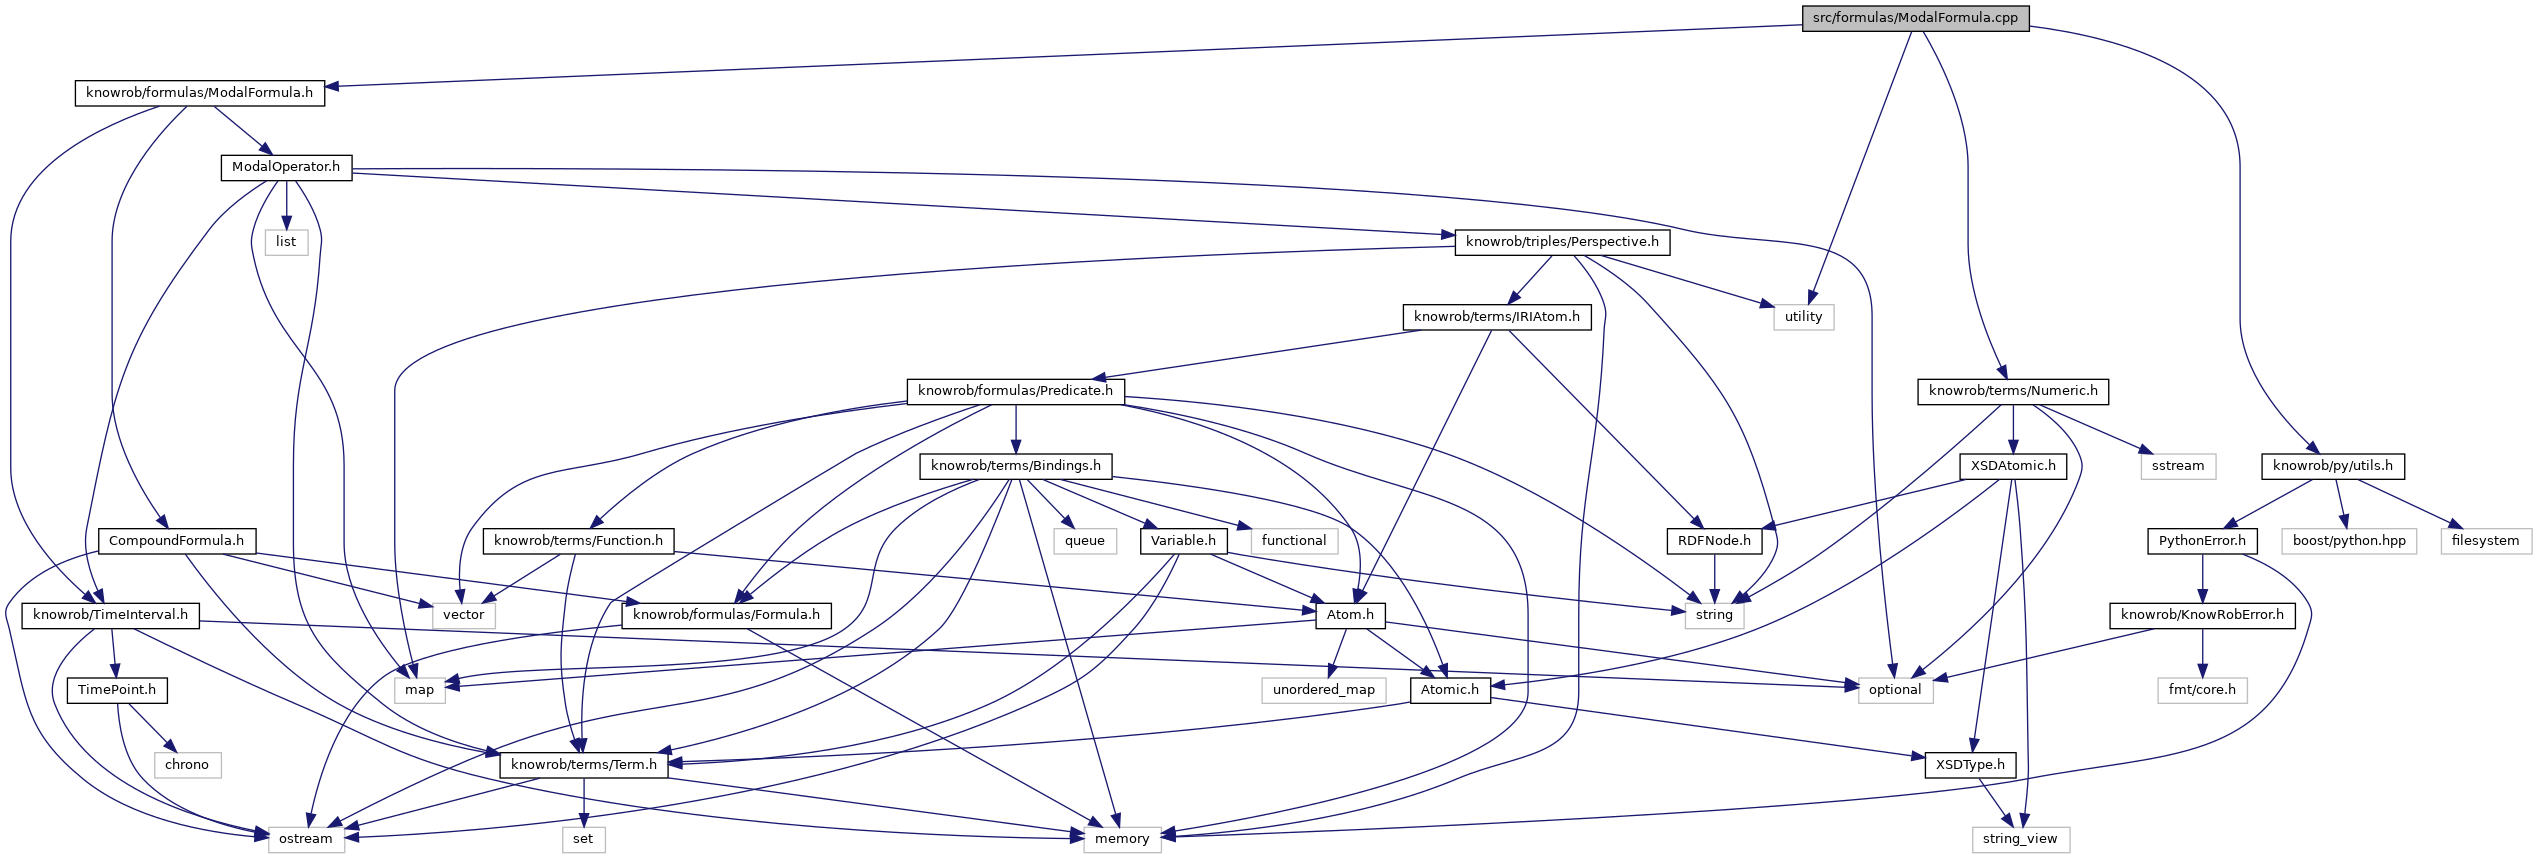 src/formulas/ModalFormula.cpp
knowrob/formulas/ModalFormula.h
ModalOperator.h
list
knowrob/triples/Perspective.h
knowrob/terms/IRIAtom.h
utility
knowrob/formulas/Predicate.h
knowrob/terms/Numeric.h
knowrob/terms/Bindings.h
XSDAtomic.h
sstream
knowrob/py/utils.h
CompoundFormula.h
knowrob/terms/Function.h
queue
Variable.h
functional
RDFNode.h
PythonError.h
boost/python.hpp
filesystem
knowrob/TimeInterval.h
vector
knowrob/formulas/Formula.h
Atom.h
string
knowrob/KnowRobError.h
TimePoint.h
map
unordered_map
Atomic.h
optional
fmt/core.h
chrono
knowrob/terms/Term.h
XSDType.h
ostream
set
memory
string_view